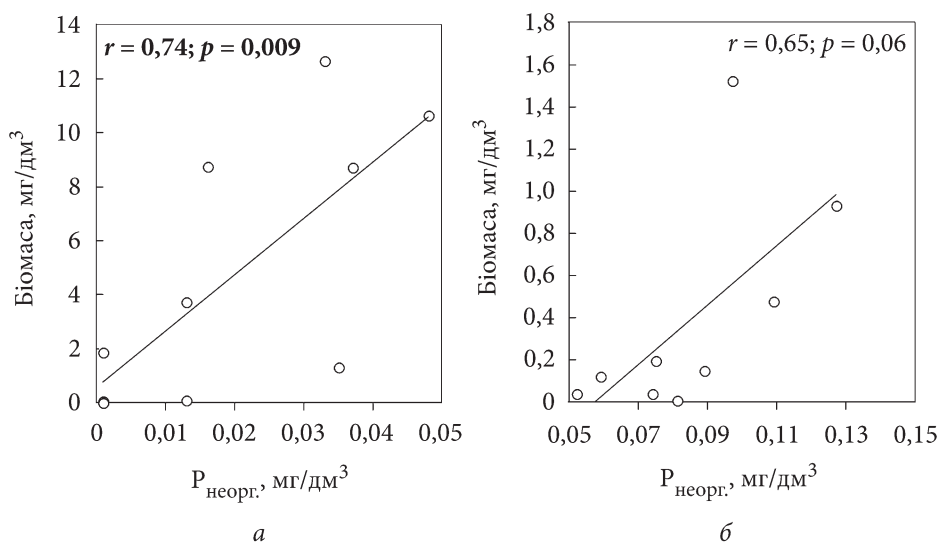 r = 0,74; p = 0,009
14
12
10
8
6
4
2
0
Біомаса, мг/дм³
0 0,01 0,02 0,03 0,04 0,05
Pнеорг., мг/дм³
а
r = 0,65; p = 0,06
1,8
1,6
1,4
1,2
1,0
0,8
0,6
0,4
0,2
0
Біомаса, мг/дм³
0,05 0,07 0,09 0,11 0,13 0,15
Pнеорг., мг/дм³
б